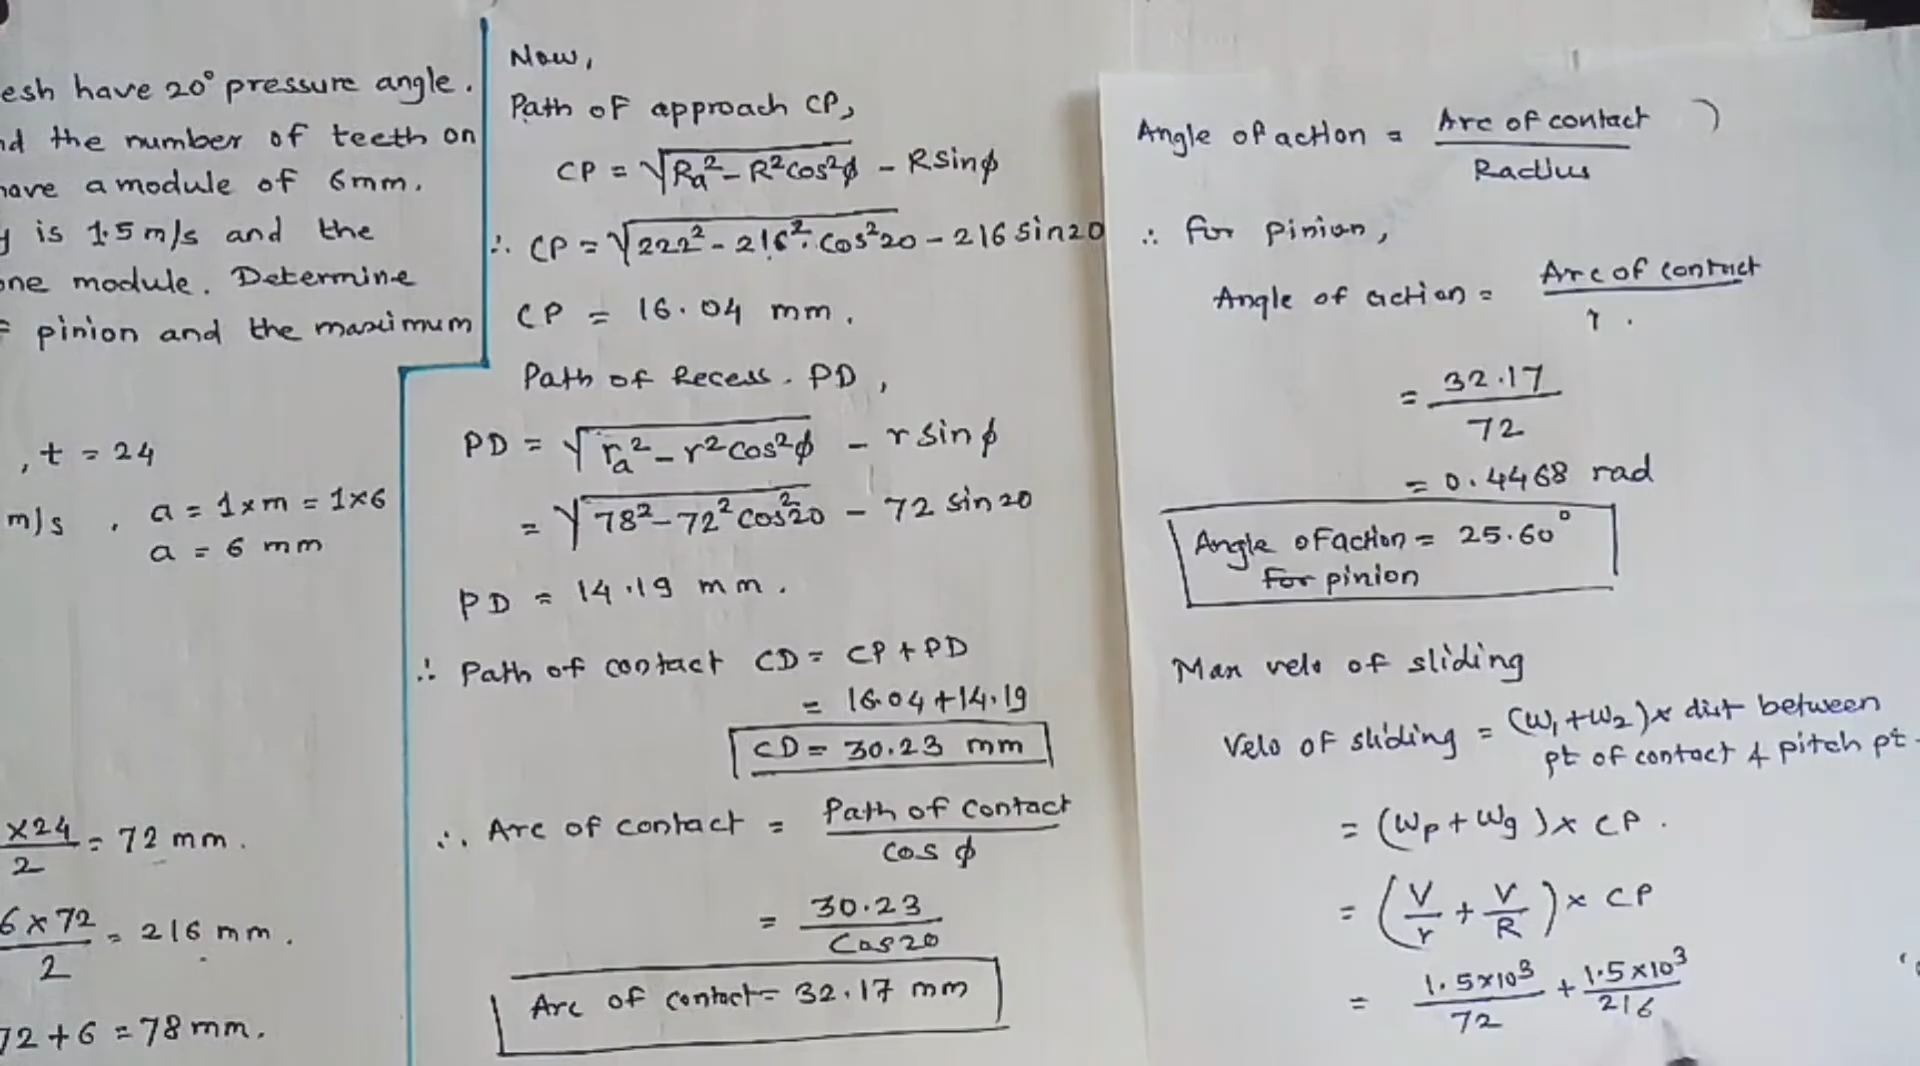 esh have 20° pressure angle.
nd the number of teeth on
have a module of 6mm.
y is 1.5 m/s and the
one module. Determine
F pinion and the maximum
, t = 24
m/s , a = 1×m = 1×6
a = 6 mm
×24/2 = 72 mm.
6×72/2 = 216 mm.
72+6 = 78 mm.
Now,
Path of approach CP,
CP = √(Ra² - R²cos²ϕ) - R sinϕ
∴ CP = √(222² - 216².cos²20) - 216 sin20
CP = 16.04 mm.
Path of Recess. PD,
PD = √(ra² - r²cos²ϕ) - r sinϕ
= √(78² - 72²cos²20) - 72 sin20
PD = 14.19 mm.
∴ Path of contact CD = CP + PD
= 16.04 + 14.19
CD = 30.23 mm
∴ Arc of contact = Path of contact / cos ϕ
= 30.23 / Cos20
Arc of contact = 32.17 mm
Angle of action = Arc of contact / Radius )
∴ for pinion,
Angle of action = Arc of contact / r.
= 32.17 / 72
= 0.4468 rad
Angle of action = 25.60°
for pinion
Max velo of sliding
Velo of sliding = (ω₁+ω₂)× dist between
pt of contact & pitch pt.
= (ωp + ωg)× CP.
= (V/r + V/R)× CP
= 1.5×10³/72 + 1.5×10³/216